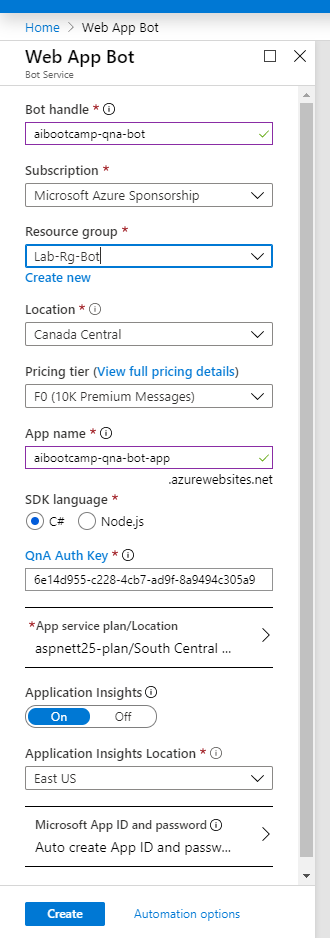 Home > Web App Bot
Web App Bot
Bot Service
Bot handle *
aibootcamp-qna-bot
Subscription *
Microsoft Azure Sponsorship
Resource group *
Lab-Rg-Bot
Create new
Location *
Canada Central
Pricing tier (View full pricing details)
F0 (10K Premium Messages)
App name *
aibootcamp-qna-bot-app
.azurewebsites.net
SDK language *
C# Node.js
QnA Auth Key *
6e14d955-c228-4cb7-ad9f-8a9494c305a9
*App service plan/Location
aspnett25-plan/South Central ...
Application Insights
On Off
Application Insights Location *
East US
Microsoft App ID and password
Auto create App ID and passw...
Create Automation options